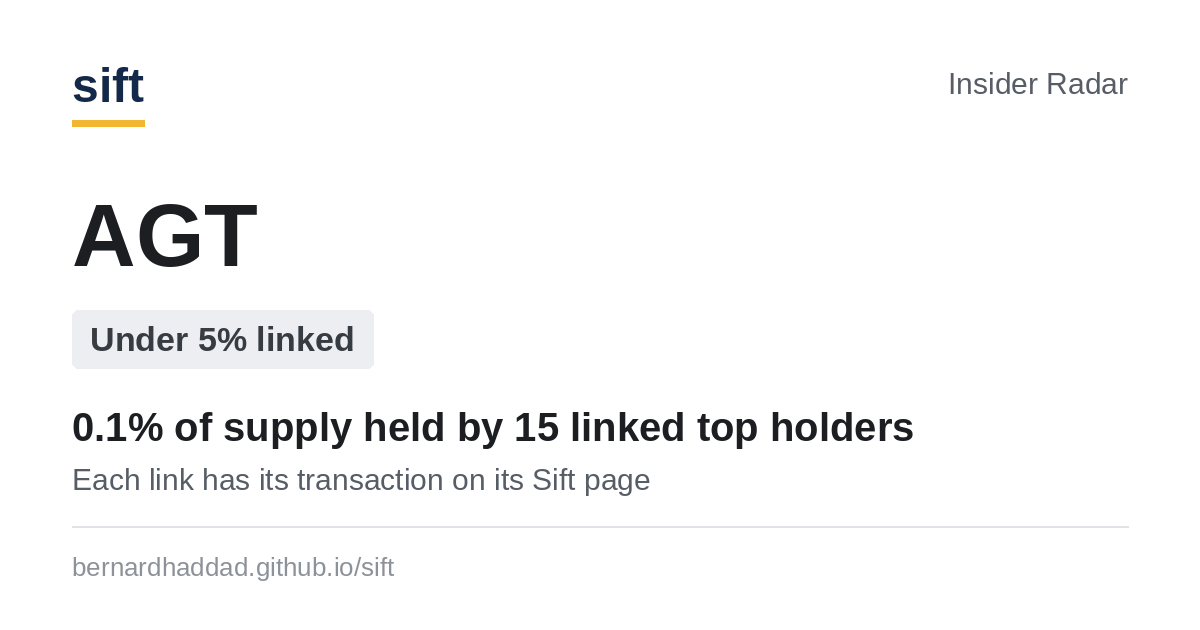 sift
Insider Radar
AGT
Under 5% linked
0.1% of supply held by 15 linked top holders
Each link has its transaction on its Sift page
bernardhaddad.github.io/sift